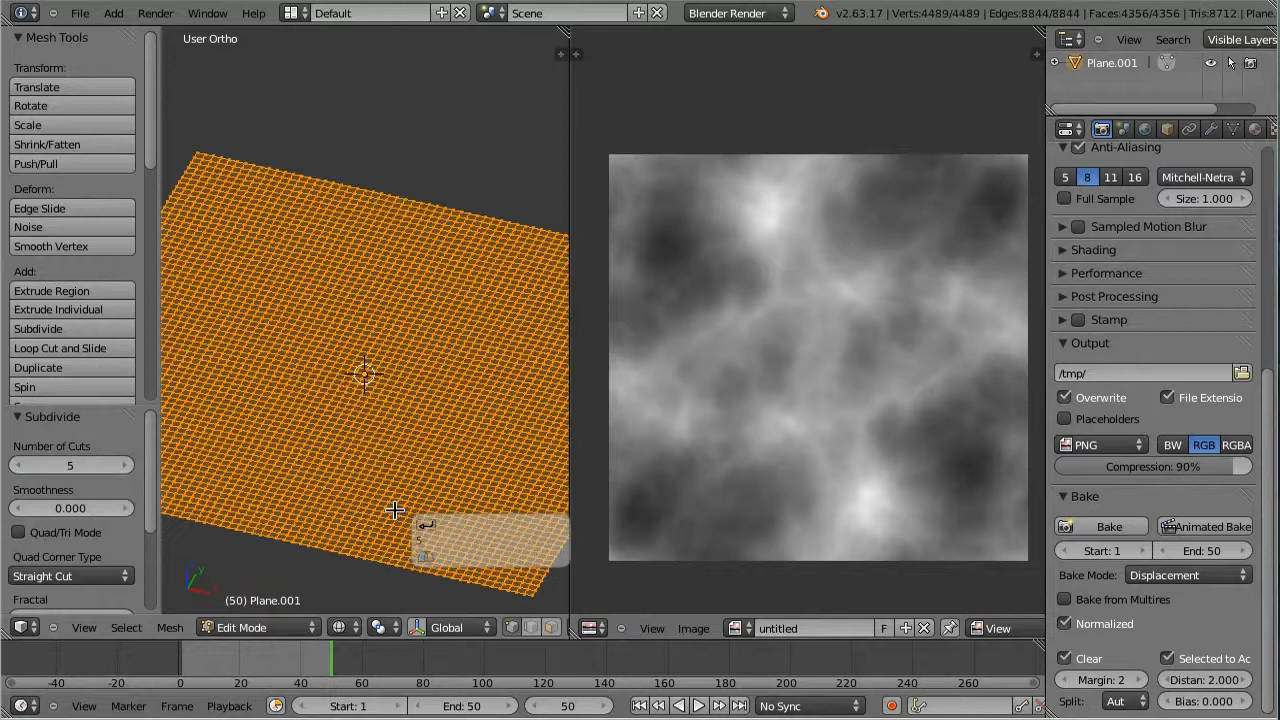 File Add Render Window Help Default Scene Blender Render v2.63.17 | Verts:4489/4489 | Edges:8844/8844 | Faces:4356/4356 | Tris:8712 | Plane
Mesh Tools
Transform:
Translate
Rotate
Scale
Shrink/Fatten
Push/Pull
Deform:
Edge Slide
Noise
Smooth Vertex
Add:
Extrude Region
Extrude Individual
Subdivide
Loop Cut and Slide
Duplicate
Spin
Subdivide
Number of Cuts
5
Smoothness
0.000
Quad/Tri Mode
Quad Corner Type
Straight Cut
Fractal
User Ortho
5
(50) Plane.001
View Select Mesh Edit Mode Global
View Image untitled F View
-40 -20 0 20 40 60 80 100 120 140 160 180 200 220 240 260
View Marker Frame Playback Start: 1 End: 50 50 No Sync
View Search Visible Layers
Plane.001
Anti-Aliasing
5 8 11 16 Mitchell-Netra
Full Sample Size: 1.000
Sampled Motion Blur
Shading
Performance
Post Processing
Stamp
Output
/tmp/
Overwrite File Extensio
Placeholders
PNG BW RGB RGBA
Compression: 90%
Bake
Bake Animated Bake
Start: 1 End: 50
Bake Mode: Displacement
Bake from Multires
Normalized
Clear Selected to Ac
Margin: 2 Distan: 2.000
Split: Aut Bias: 0.000